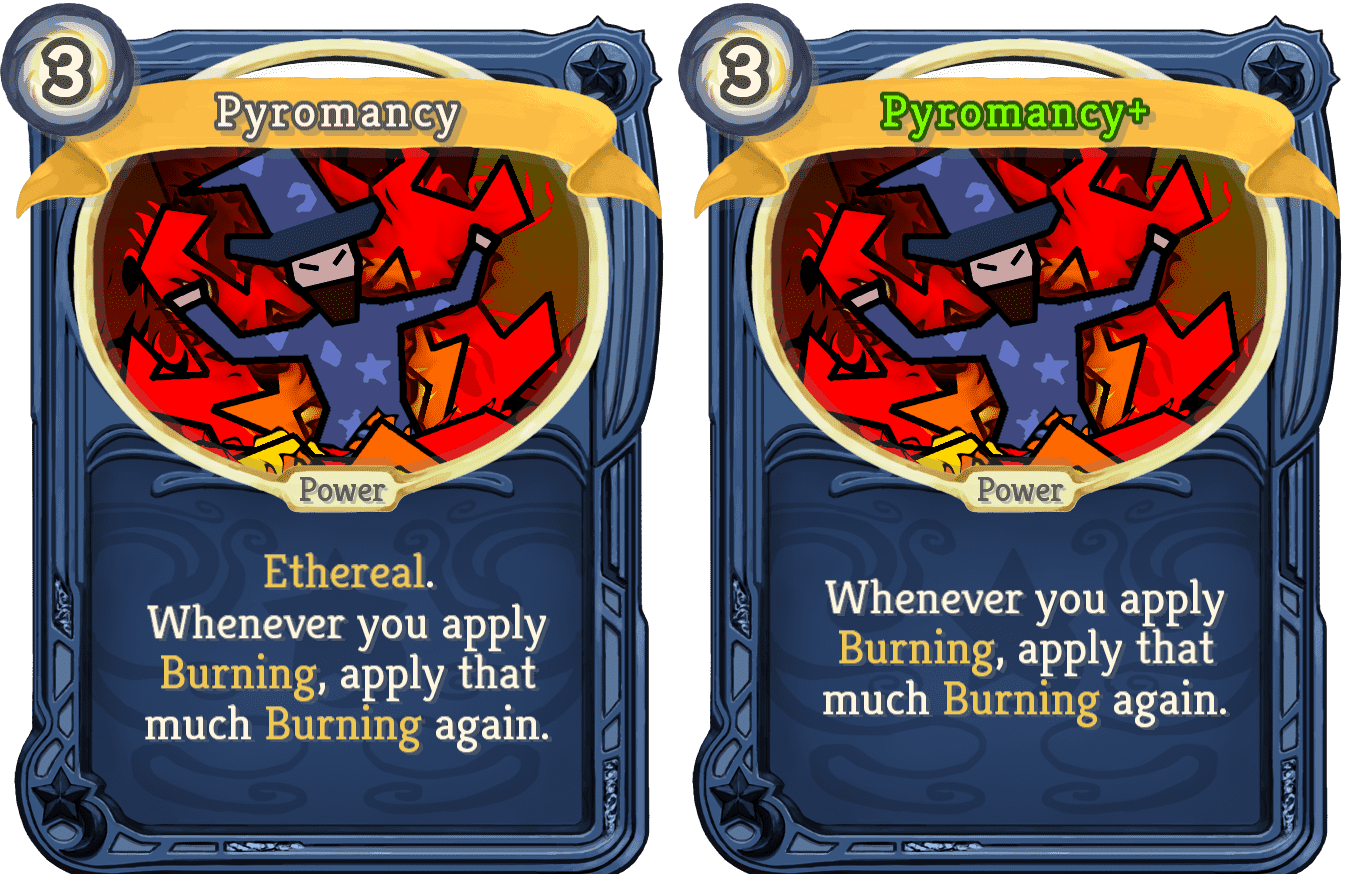 3
Pyromancy
Power
Ethereal.
Whenever you apply
Burning, apply that
much Burning again.
3
Pyromancy+
Power
Whenever you apply
Burning, apply that
much Burning again.